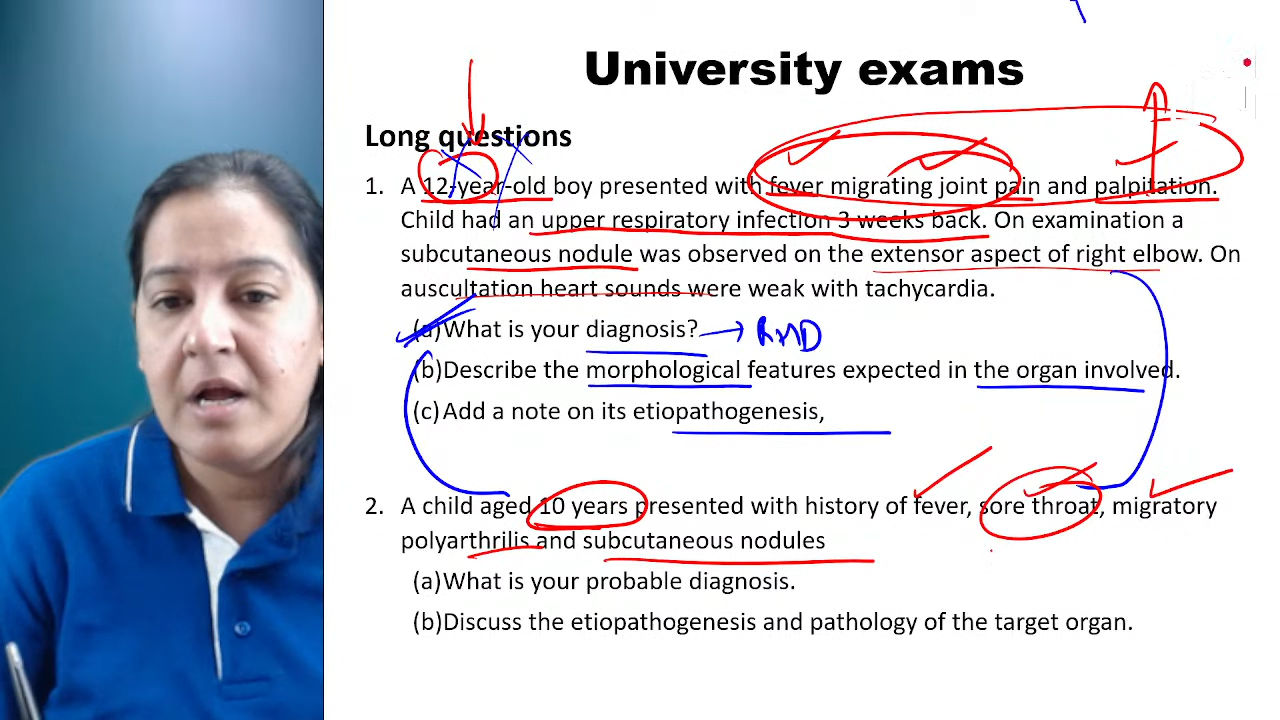 University exams
Long questions
1. A 12-year-old boy presented with fever migrating joint pain and palpitation.
Child had an upper respiratory infection 3 weeks back. On examination a
subcutaneous nodule was observed on the extensor aspect of right elbow. On
auscultation heart sounds were weak with tachycardia.
(a)What is your diagnosis? → RHD
(b)Describe the morphological features expected in the organ involved.
(c) Add a note on its etiopathogenesis,
2. A child aged 10 years presented with history of fever, sore throat, migratory
polyarthrilis and subcutaneous nodules
(a)What is your probable diagnosis.
(b)Discuss the etiopathogenesis and pathology of the target organ.